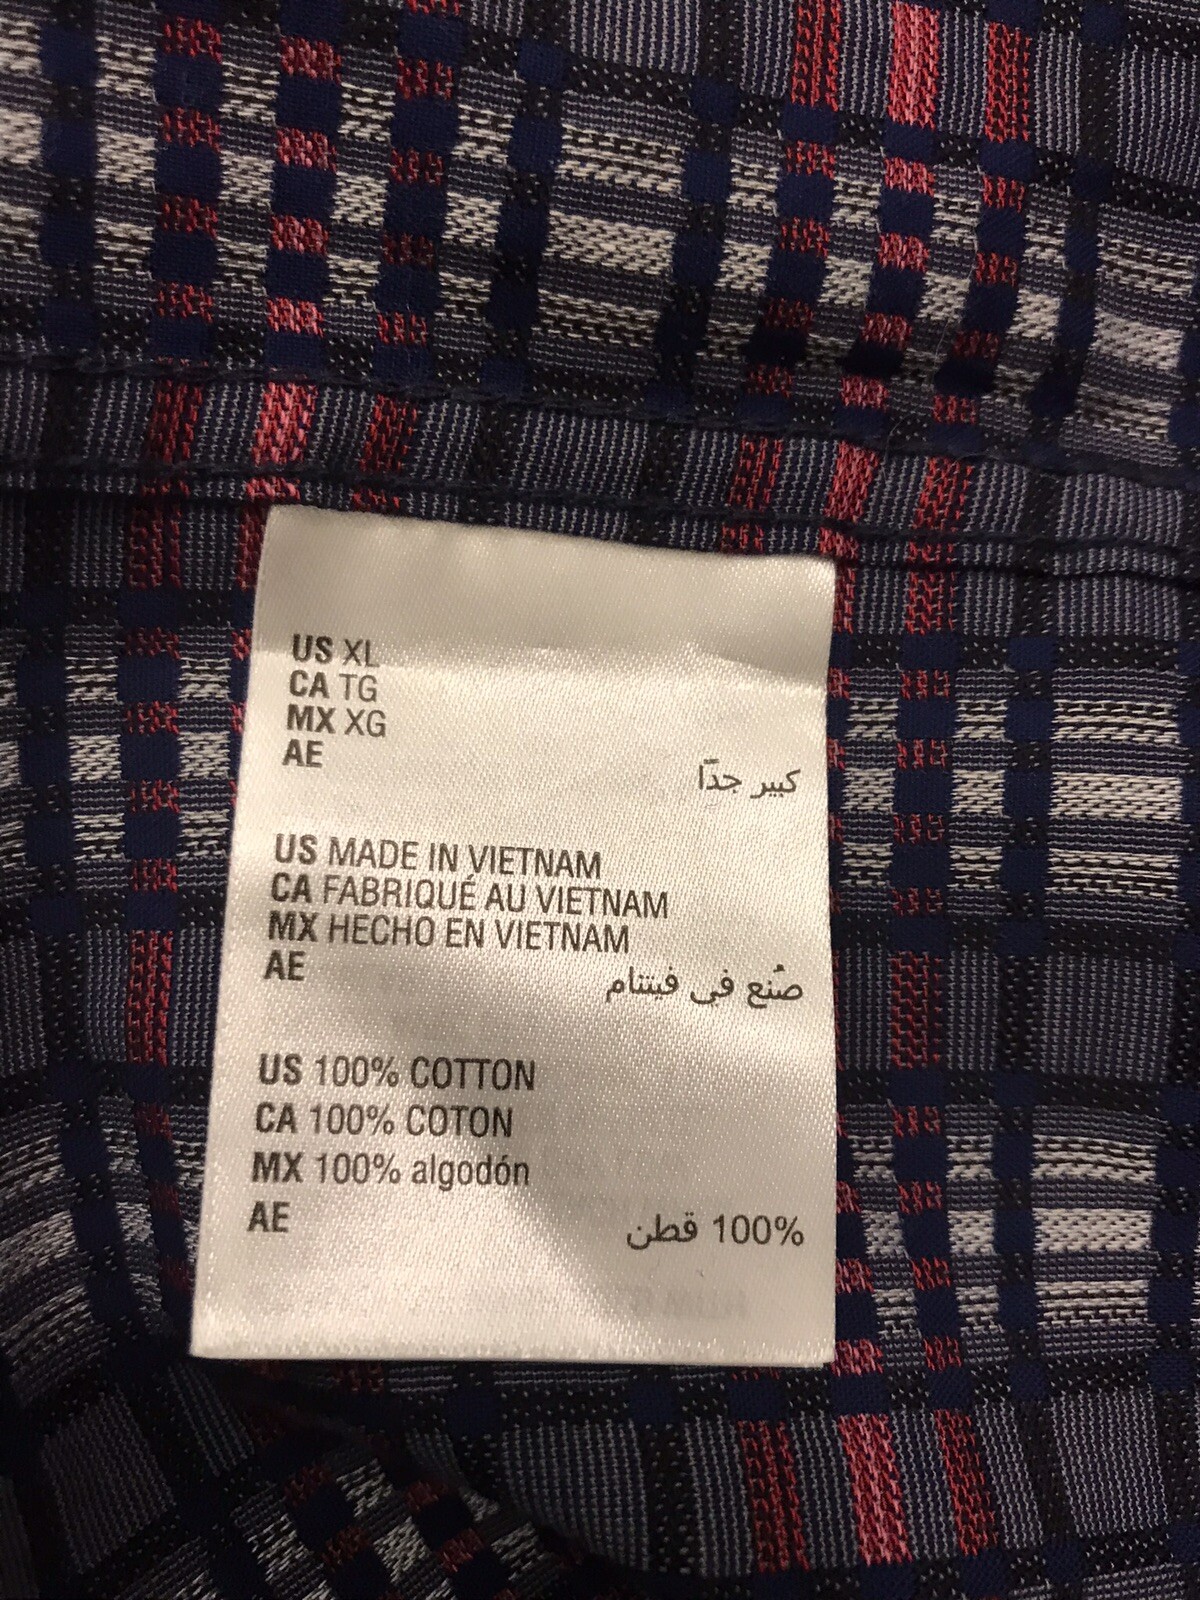 US XL
CA TG
MX XG
AE
كبير جدًا
US MADE IN VIETNAM
CA FABRIQUÉ AU VIETNAM
MX HECHO EN VIETNAM
AE
صُنع في فيتنام
US 100% COTTON
CA 100% COTON
MX 100% algodón
AE
100% قطن